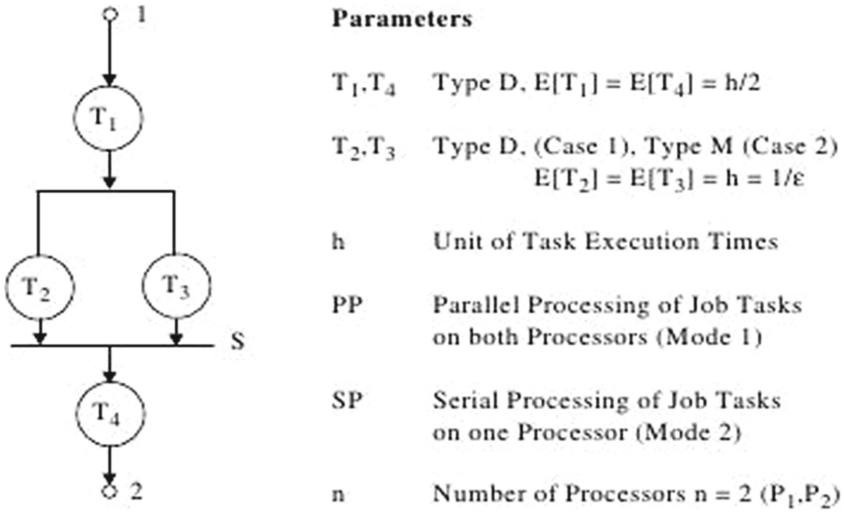 1
T1
T2
T3
S
T4
2
Parameters
T1,T4 Type D, E[T1] = E[T4] = h/2
T2,T3 Type D, (Case 1), Type M (Case 2)
E[T2] = E[T3] = h = 1/ε
h Unit of Task Execution Times
PP Parallel Processing of Job Tasks
on both Processors (Mode 1)
SP Serial Processing of Job Tasks
on one Processor (Mode 2)
n Number of Processors n = 2 (P1,P2)